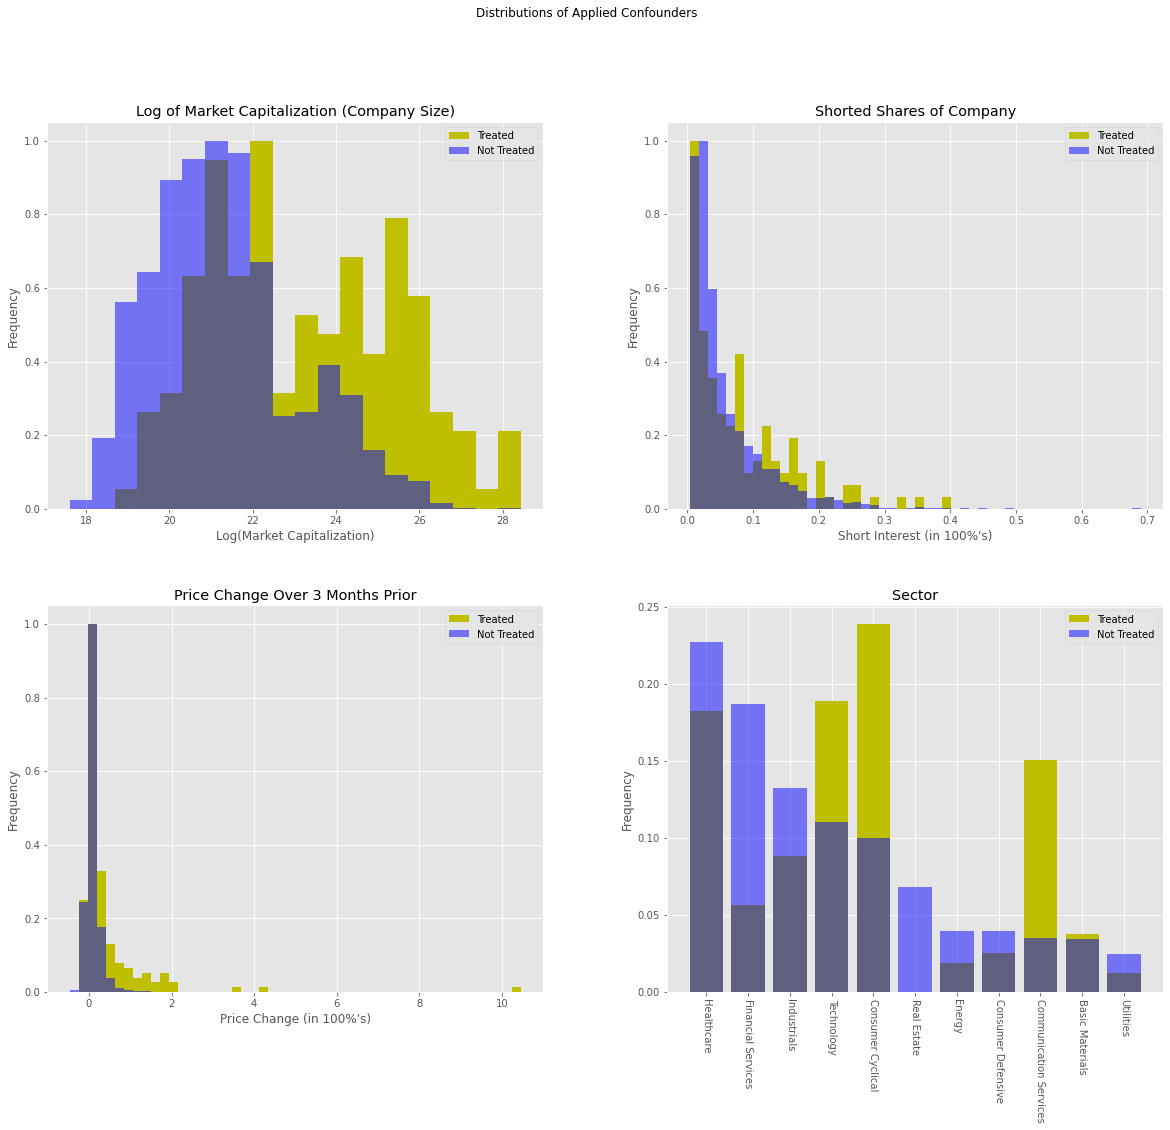 Distributions of Applied Confounders
Log of Market Capitalization (Company Size)
Treated
Not Treated
1.0
0.8
0.6
0.4
0.2
0.0
Frequency
18 20 22 24 26 28
Log(Market Capitalization)
Shorted Shares of Company
Treated
Not Treated
1.0
0.8
0.6
0.4
0.2
0.0
Frequency
0.0 0.1 0.2 0.3 0.4 0.5 0.6 0.7
Short Interest (in 100%'s)
Price Change Over 3 Months Prior
Treated
Not Treated
1.0
0.8
0.6
0.4
0.2
0.0
Frequency
0 2 4 6 8 10
Price Change (in 100%'s)
Sector
Treated
Not Treated
0.25
0.20
0.15
0.10
0.05
0.00
Frequency
Healthcare
Financial Services
Industrials
Technology
Consumer Cyclical
Real Estate
Energy
Consumer Defensive
Communication Services
Basic Materials
Utilities